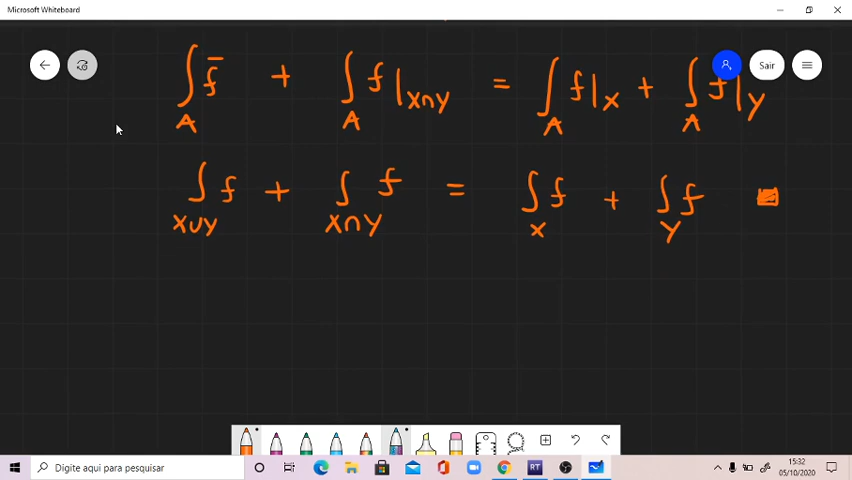 Microsoft Whiteboard
Sair
∫_A f̄ + ∫_A f|_{X∩Y} = ∫_A f|_X + ∫_A f|_Y
∫_{X∪Y} f + ∫_{X∩Y} f = ∫_X f + ∫_Y f ■
Digite aqui para pesquisar
RT
15:32
05/10/2020